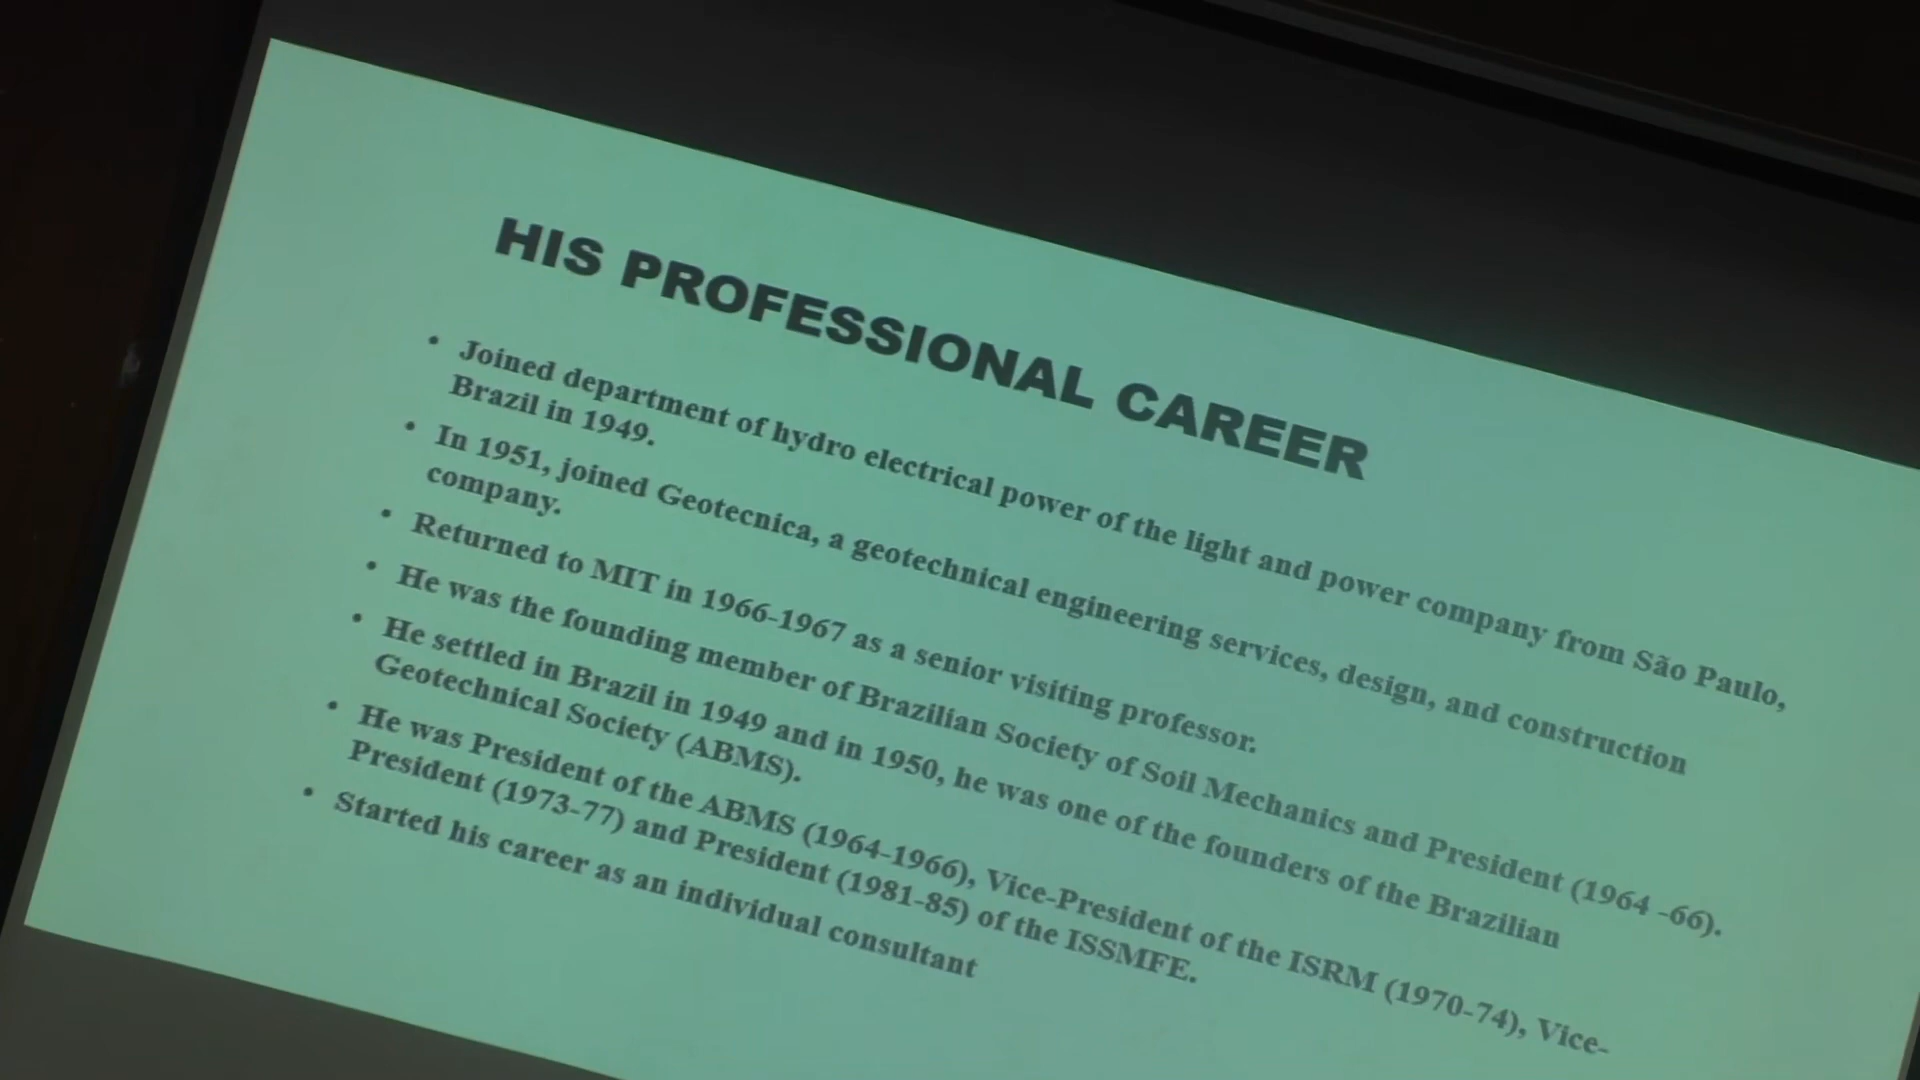 HIS PROFESSIONAL CAREER
• Joined department of hydro electrical power of the light and power company from São Paulo,
Brazil in 1949.
• In 1951, joined Geotecnica, a geotechnical engineering services, design, and construction
company.
• Returned to MIT in 1966-1967 as a senior visiting professor.
• He was the founding member of Brazilian Society of Soil Mechanics and President (1964 -66).
• He settled in Brazil in 1949 and in 1950, he was one of the founders of the Brazilian
Geotechnical Society (ABMS).
• He was President of the ABMS (1964-1966), Vice-President of the ISRM (1970-74), Vice-
President (1973-77) and President (1981-85) of the ISSMFE.
• Started his career as an individual consultant